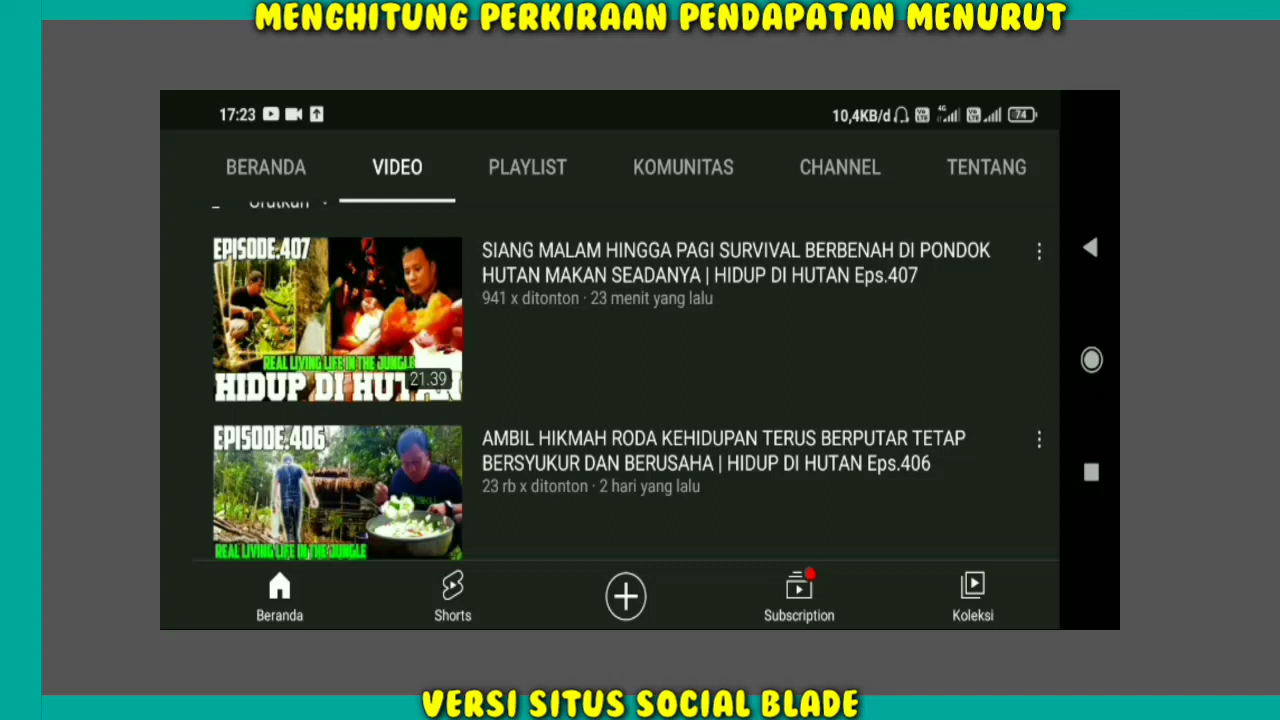 MENGHITUNG PERKIRAAN PENDAPATAN MENURUT
17:23
10,4KB/d
4G
74
BERANDA VIDEO PLAYLIST KOMUNITAS CHANNEL TENTANG
Urutkan
EPISODE.407
REAL LIVING LIFE IN THE JUNGLE
HIDUP DI HUTAN
21.39
SIANG MALAM HINGGA PAGI SURVIVAL BERBENAH DI PONDOK
HUTAN MAKAN SEADANYA | HIDUP DI HUTAN Eps.407
941 x ditonton · 23 menit yang lalu
EPISODE.406
REAL LIVING LIFE IN THE JUNGLE
AMBIL HIKMAH RODA KEHIDUPAN TERUS BERPUTAR TETAP
BERSYUKUR DAN BERUSAHA | HIDUP DI HUTAN Eps.406
23 rb x ditonton · 2 hari yang lalu
Beranda Shorts Subscription Koleksi
VERSI SITUS SOCIAL BLADE